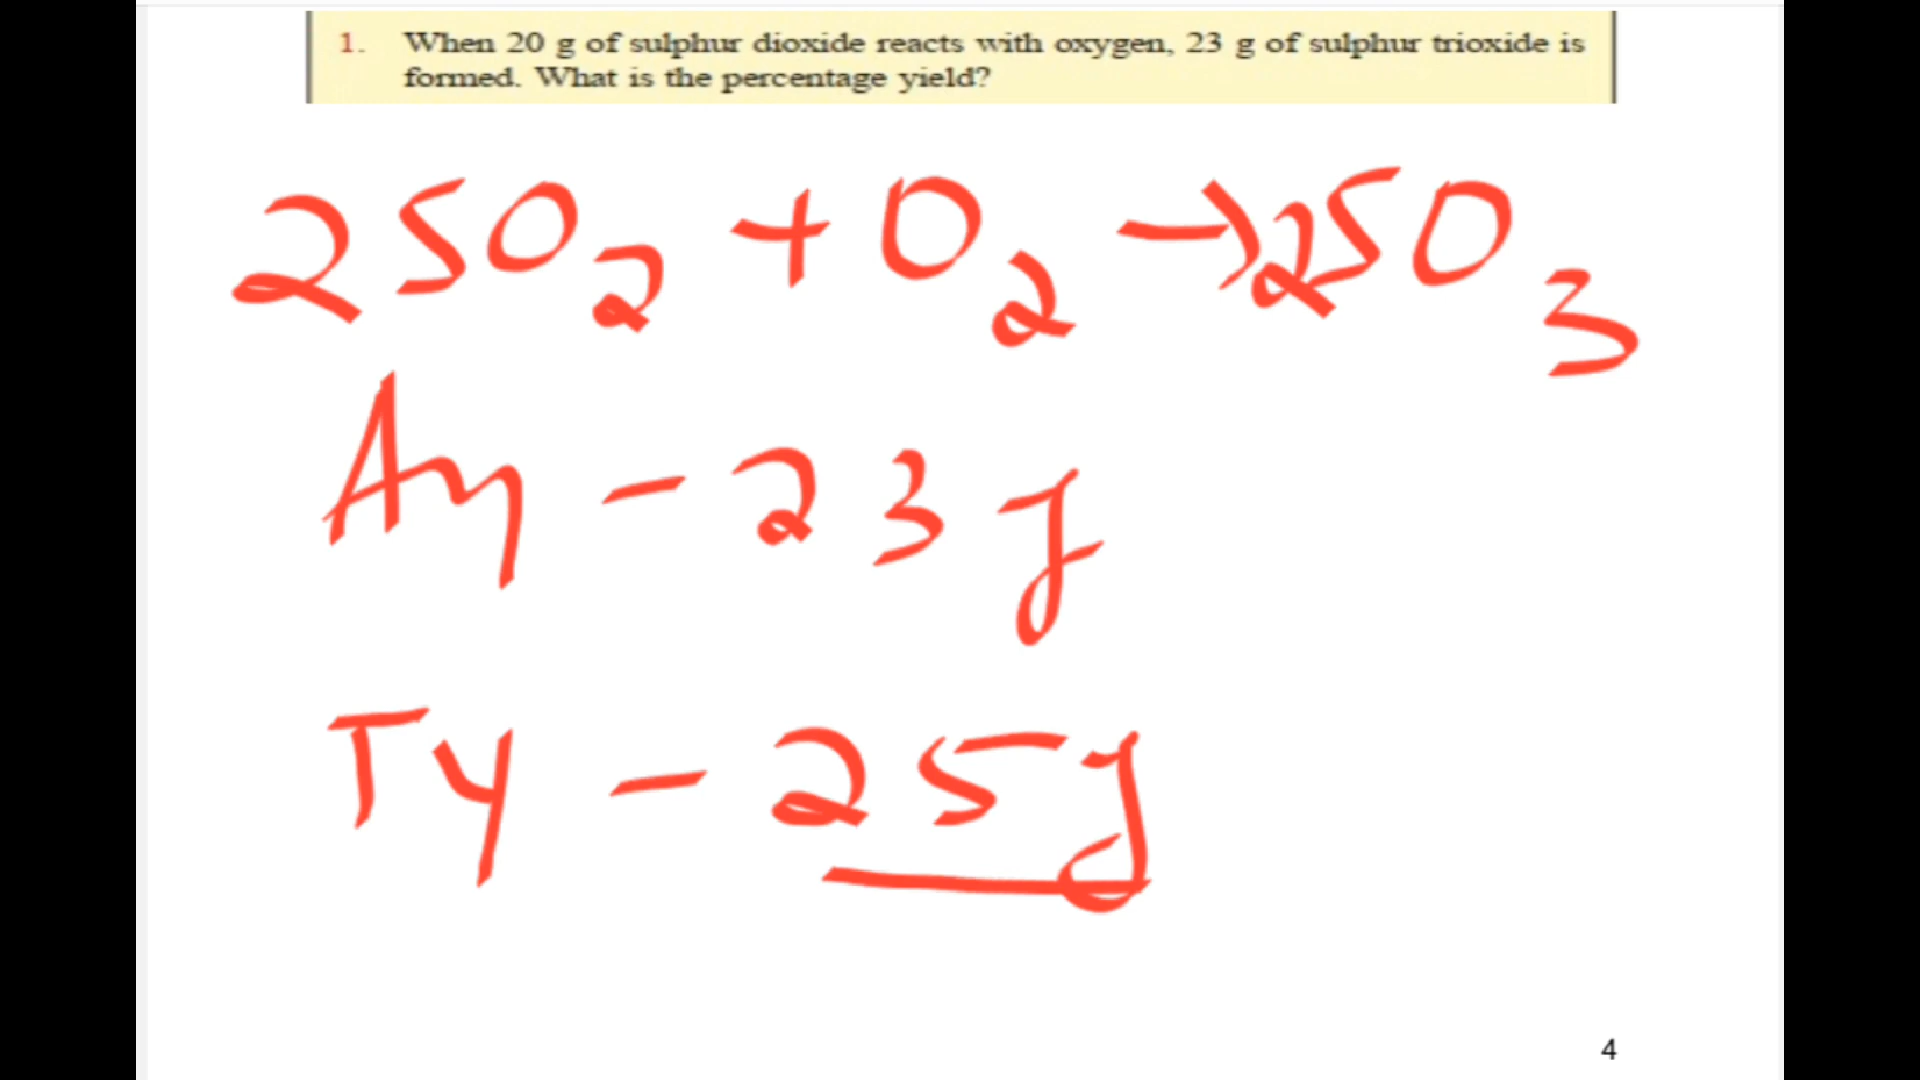 1. When 20 g of sulphur dioxide reacts with oxygen, 23 g of sulphur trioxide is
formed. What is the percentage yield?
2SO₂ + O₂ → 2SO₃
Ay - 23g
Ty - 25g
4